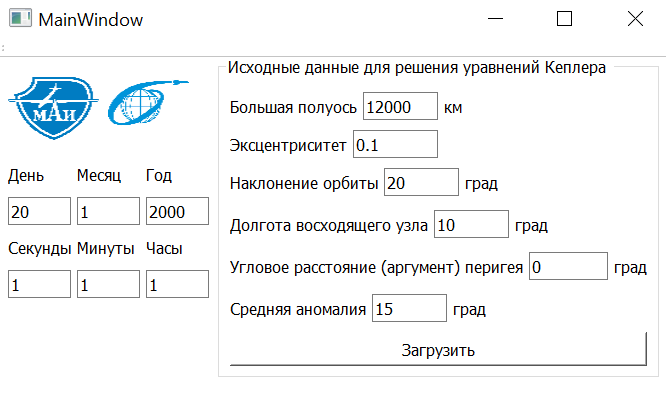 MainWindow
МАИ
День Месяц Год
20 1 2000
Секунды Минуты Часы
1 1 1
Исходные данные для решения уравнений Кеплера
Большая полуось 12000 км
Эксцентриситет 0.1
Наклонение орбиты 20 град
Долгота восходящего узла 10 град
Угловое расстояние (аргумент) перигея 0 град
Средняя аномалия 15 град
Загрузить